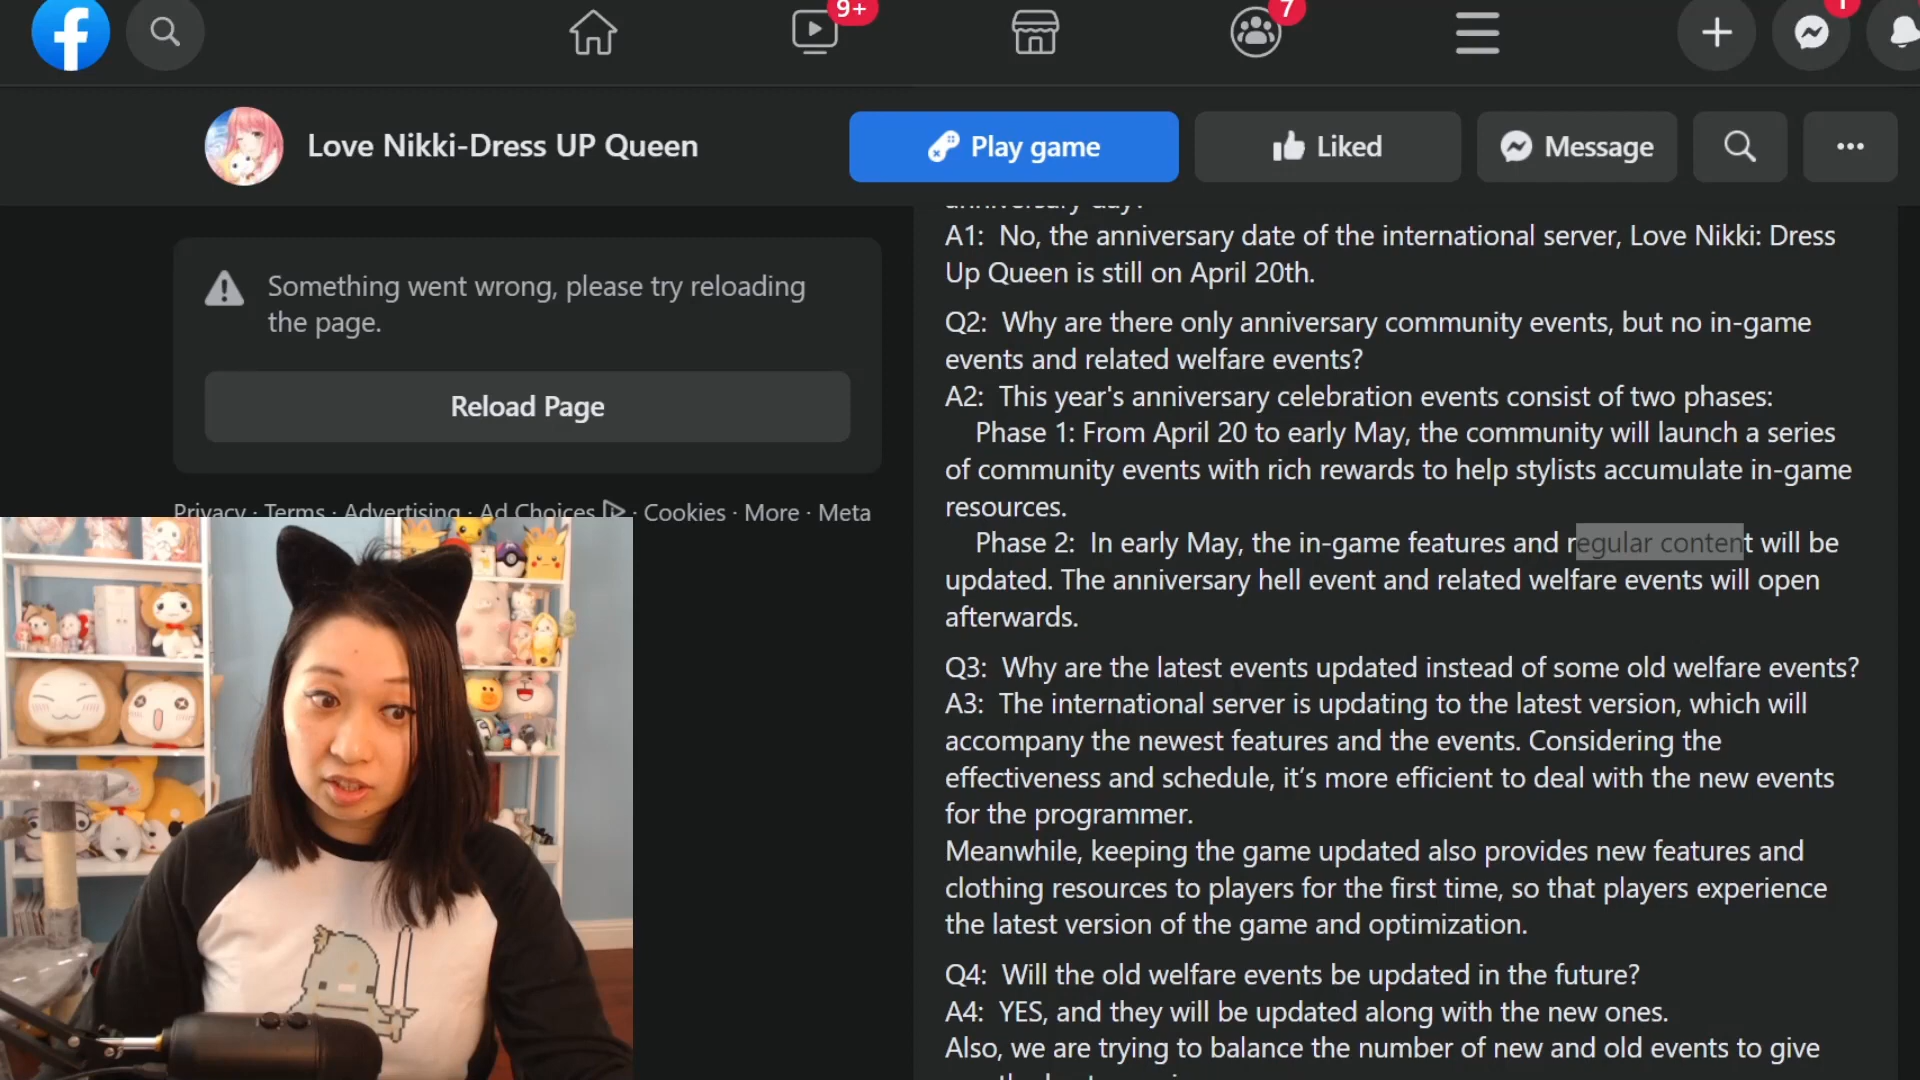 9+
7
1
Love Nikki-Dress UP Queen
Play game
Liked
Message
Something went wrong, please try reloading
the page.
Reload Page
Privacy · Terms · Advertising · Ad Choices · Cookies · More · Meta
anniversary day?
A1: No, the anniversary date of the international server, Love Nikki: Dress
Up Queen is still on April 20th.
Q2: Why are there only anniversary community events, but no in-game
events and related welfare events?
A2: This year's anniversary celebration events consist of two phases:
Phase 1: From April 20 to early May, the community will launch a series
of community events with rich rewards to help stylists accumulate in-game
resources.
Phase 2: In early May, the in-game features and regular content will be
updated. The anniversary hell event and related welfare events will open
afterwards.
Q3: Why are the latest events updated instead of some old welfare events?
A3: The international server is updating to the latest version, which will
accompany the newest features and the events. Considering the
effectiveness and schedule, it’s more efficient to deal with the new events
for the programmer.
Meanwhile, keeping the game updated also provides new features and
clothing resources to players for the first time, so that players experience
the latest version of the game and optimization.
Q4: Will the old welfare events be updated in the future?
A4: YES, and they will be updated along with the new ones.
Also, we are trying to balance the number of new and old events to give